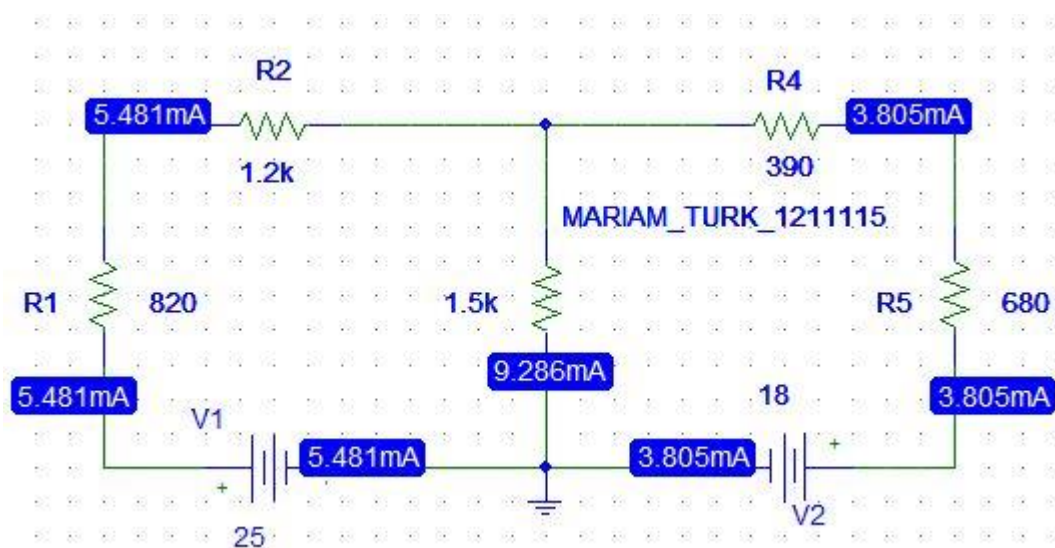 R2
R4
5.481mA
3.805mA
1.2k
390
MARIAM_TURK_1211115
R1
820
1.5k
R5
680
9.286mA
5.481mA
18
3.805mA
V1
+
5.481mA
3.805mA
+
V2
25